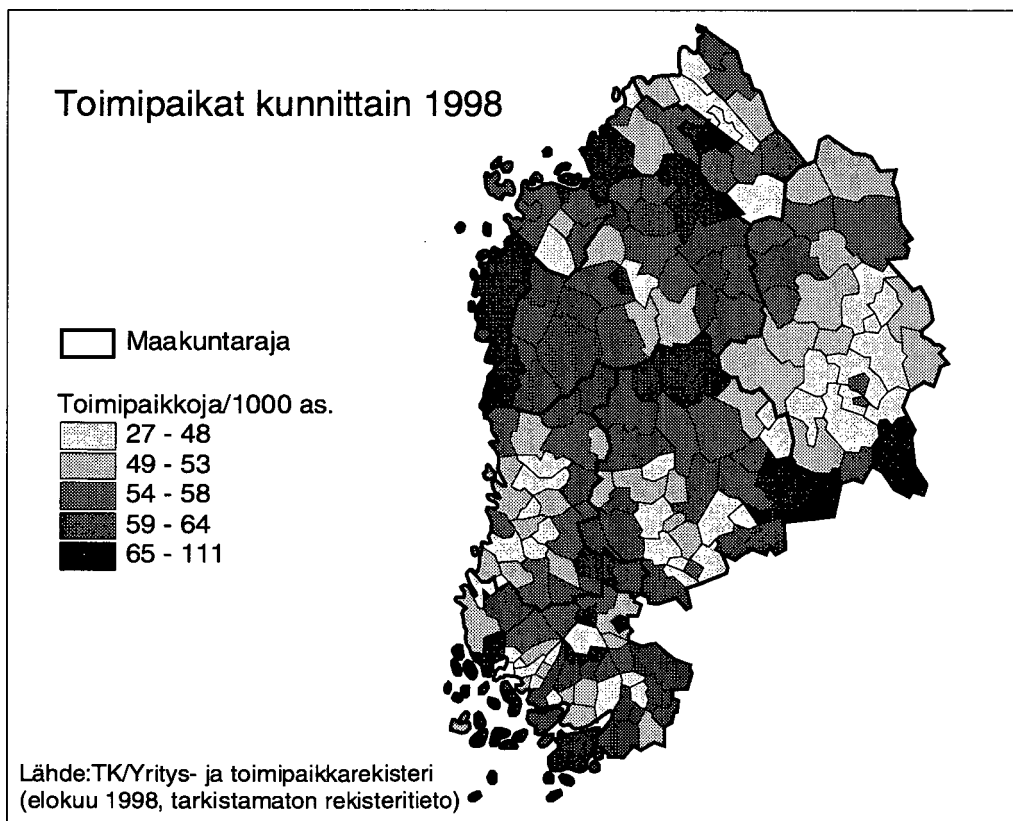 Toimipaikat kunnittain 1998
Maakuntaraja
Toimipaikkoja/1000 as.
27 - 48
49 - 53
54 - 58
59 - 64
65 - 111
Lähde:TK/Yritys- ja toimipaikkarekisteri
(elokuu 1998, tarkistamaton rekisteritieto)